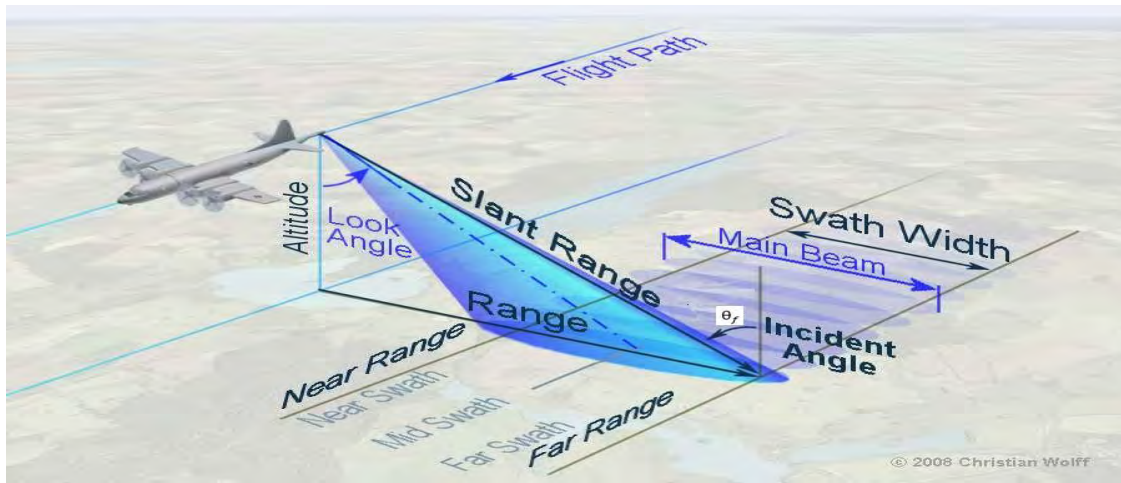 Flight Path
Altitude
Look
Angle
Slant Range
Swath Width
Main Beam
Range
θf
Incident
Angle
Near Range
Near Swath
Mid Swath
Far Swath
Far Range
© 2008 Christian Wolff